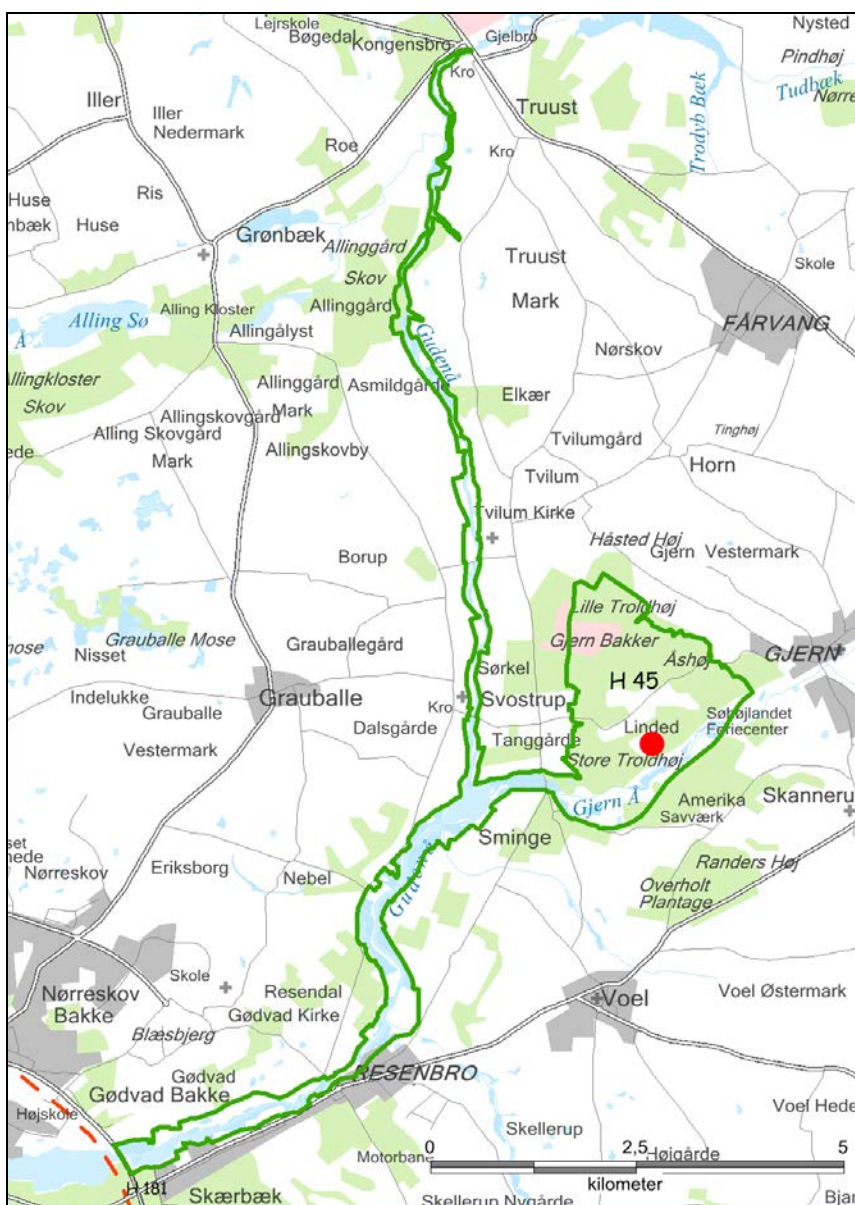 Lejrskole
Bøgedal
Kongensbro
Gjelbro
Nysted
Pindhøj
Tudbæk
Nørre
Kro
Iller
Iller
Nedermark
Truust
Trodyb Bæk
Roe
Kro
Ris
Huse
nbæk
Huse
Grønbæk
Allinggård
Skov
Truust
Mark
Skole
Alling Sø
Alling Kloster
Allinggård
Å
Allingålyst
Gudenå
FÅRVANG
Nørskov
Allingkloster
Skov
Allinggård
Mark
Asmildgårde
Elkær
Allingskovgård
Alling Skovgård
Mark
Allingskovby
ede
Tvilumgård
Tinghøj
Tvilum
Horn
Tvilum Kirke
Håsted Høj
Gjern Vestermark
Borup
Lille Troldhøj
mose
Grauballe Mose
Nisset
Grauballegård
Gjern Bakker
Åshøj
GJERN
Sørkel
H 45
Indelukke
Grauballe
Grauballe
Kro
Svostrup
Dalsgårde
Linded
Søhøjlandet
Feriecenter
Vestermark
Tanggårde
Store Troldhøj
Gjern Å
Amerika
Savværk
Skanneru
Sminge
sset
nede
Nørreskov
Eriksborg
Nebel
Gudenå
Randers Høj
Overholt
Plantage
Skole
Nørreskov
Bakke
Resendal
Gødvad Kirke
Voel
Voel Østermark
Blæsbjerg
Gødvad
Gødvad Bakke
RESENBRO
Højskole
Voel Hede
Skellerup
Motorbane
0 2,5 5
Højgårde
kilometer
H 181
Skærbæk
Skellerup Nygårde
Bjar